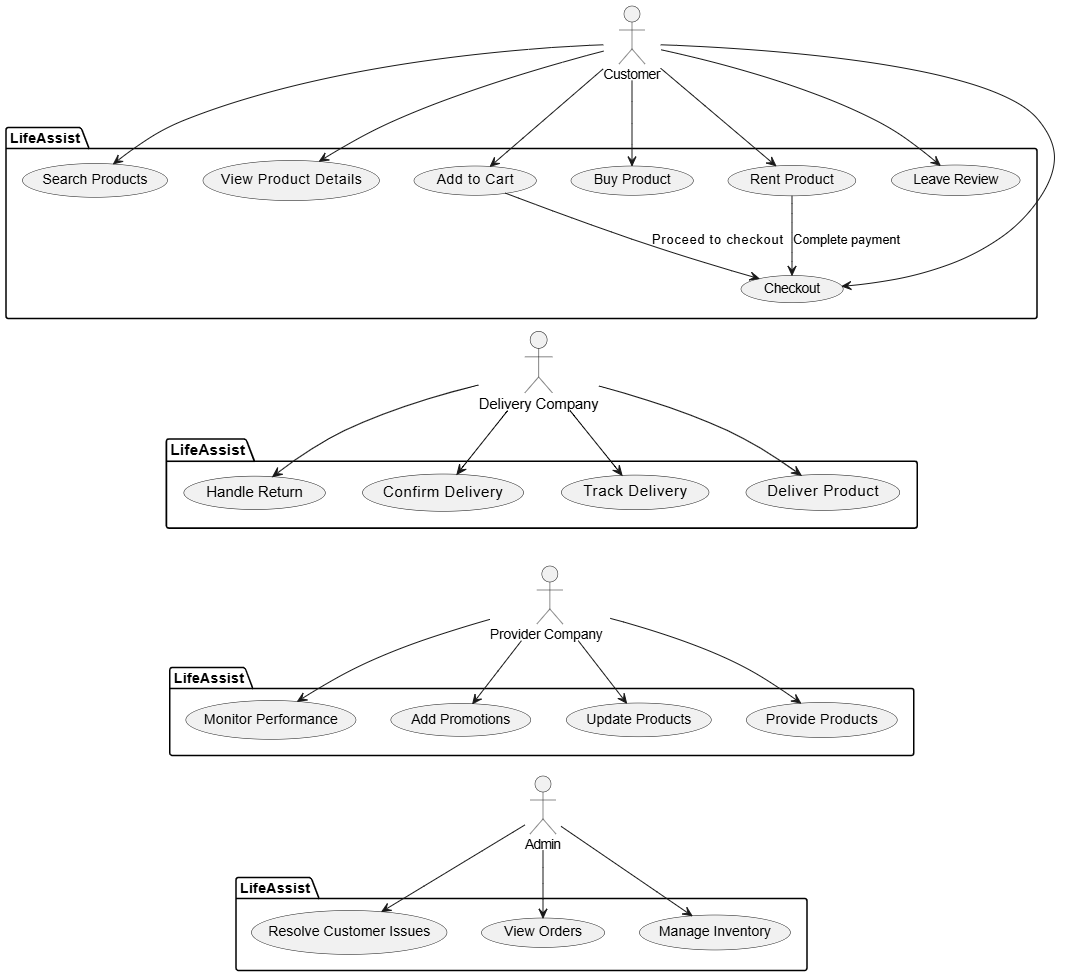 Customer
LifeAssist
Search Products
View Product Details
Add to Cart
Buy Product
Rent Product
Leave Review
Proceed to checkout
Complete payment
Checkout
Delivery Company
LifeAssist
Handle Return
Confirm Delivery
Track Delivery
Deliver Product
Provider Company
LifeAssist
Monitor Performance
Add Promotions
Update Products
Provide Products
Admin
LifeAssist
Resolve Customer Issues
View Orders
Manage Inventory